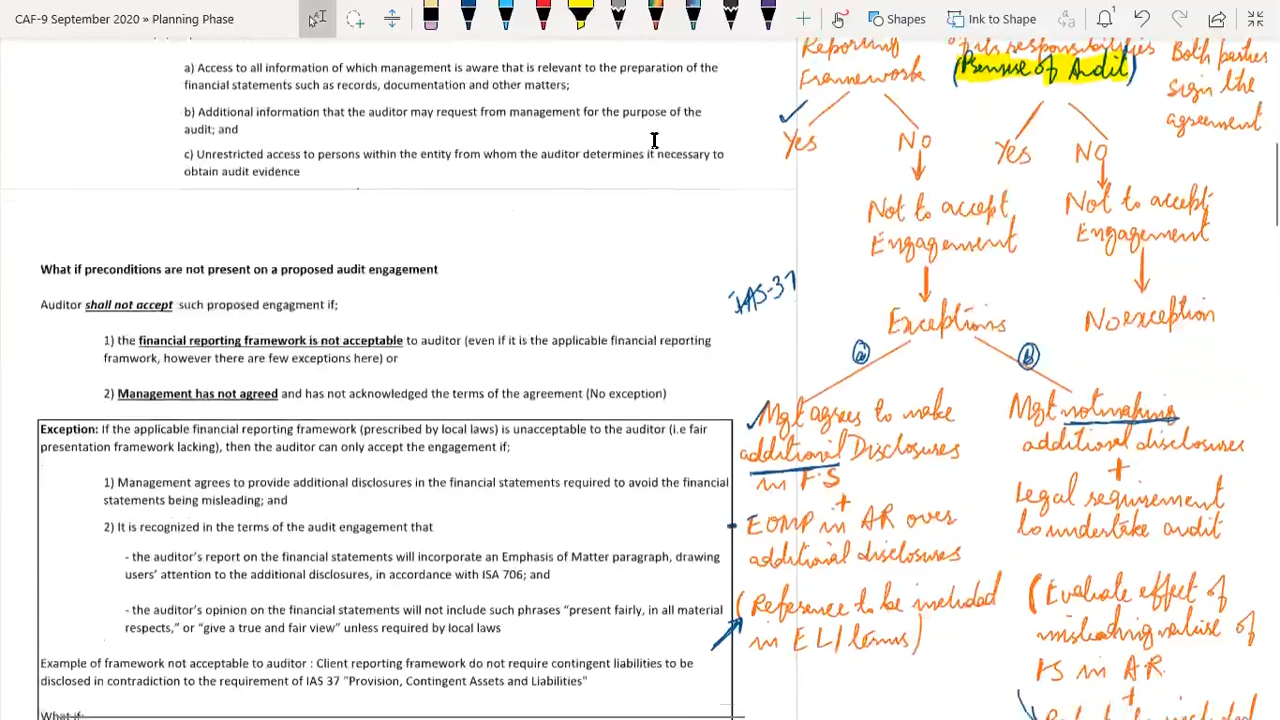 CAF-9 September 2020 » Planning Phase
Shapes
Ink to Shape
a) Access to all information of which management is aware that is relevant to the preparation of the
financial statements such as records, documentation and other matters;
b) Additional information that the auditor may request from management for the purpose of the
audit; and
c) Unrestricted access to persons within the entity from whom the auditor determines it necessary to
obtain audit evidence
What if preconditions are not present on a proposed audit engagement
Auditor shall not accept such proposed engagment if;
1) the financial reporting framework is not acceptable to auditor (even if it is the applicable financial reporting
framwork, however there are few exceptions here) or
2) Management has not agreed and has not acknowledged the terms of the agreement (No exception)
Exception: If the applicable financial reporting framework (prescribed by local laws) is unacceptable to the auditor (i.e fair
presentation framework lacking), then the auditor can only accept the engagement if;
1) Management agrees to provide additional disclosures in the financial statements required to avoid the financial
statements being misleading; and
2) It is recognized in the terms of the audit engagement that
- the auditor's report on the financial statements will incorporate an Emphasis of Matter paragraph, drawing
users' attention to the additional disclosures, in accordance with ISA 706; and
- the auditor's opinion on the financial statements will not include such phrases "present fairly, in all material
respects," or "give a true and fair view" unless required by local laws
Example of framework not acceptable to auditor : Client reporting framework do not require contingent liabilities to be
disclosed in contradiction to the requirement of IAS 37 "Provision, Contingent Assets and Liabilities"
What if:
Reporting
Framework
of its responsibilities
(Premise of Audit)
Both parties
sign the
agreement
Yes
No
Yes
NO
Not to accept
Engagement
Not to accept
Engagement
IAS-37
Exceptions
No exception
a
b
Mgt agrees to make
additional Disclosures
in F.S
+
EOMP in AR over
additional disclosures
(Reference to be included
in EL/terms)
Mgt not making
additional disclosures
+
Legal requirement
to undertake audit
(Evaluate effect of
misleading nature of
FS in AR
+
to be included